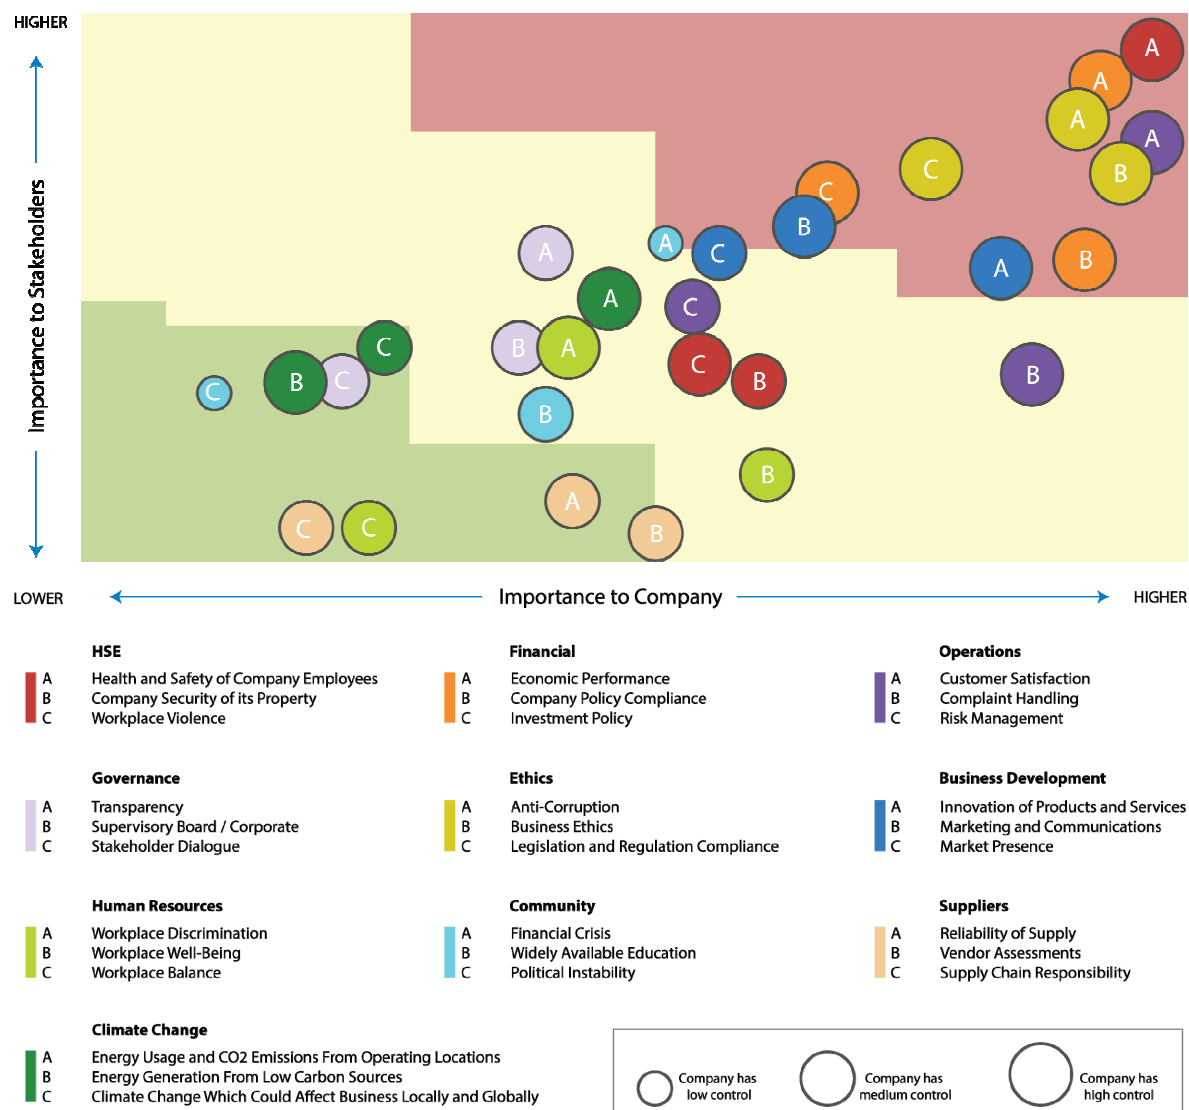 HIGHER
Importance to Stakeholders
A
A
A
A
B
C
C
B
A
A
C
A
B
A
C
B
A
C
B
C
B
C
C
B
B
B
A
C
C
B
LOWER
Importance to Company
HIGHER
HSE
A Health and Safety of Company Employees
B Company Security of its Property
C Workplace Violence
Financial
A Economic Performance
B Company Policy Compliance
C Investment Policy
Operations
A Customer Satisfaction
B Complaint Handling
C Risk Management
Governance
A Transparency
B Supervisory Board / Corporate
C Stakeholder Dialogue
Ethics
A Anti-Corruption
B Business Ethics
C Legislation and Regulation Compliance
Business Development
A Innovation of Products and Services
B Marketing and Communications
C Market Presence
Human Resources
A Workplace Discrimination
B Workplace Well-Being
C Workplace Balance
Community
A Financial Crisis
B Widely Available Education
C Political Instability
Suppliers
A Reliability of Supply
B Vendor Assessments
C Supply Chain Responsibility
Climate Change
A Energy Usage and CO2 Emissions From Operating Locations
B Energy Generation From Low Carbon Sources
C Climate Change Which Could Affect Business Locally and Globally
Company has
low control
Company has
medium control
Company has
high control